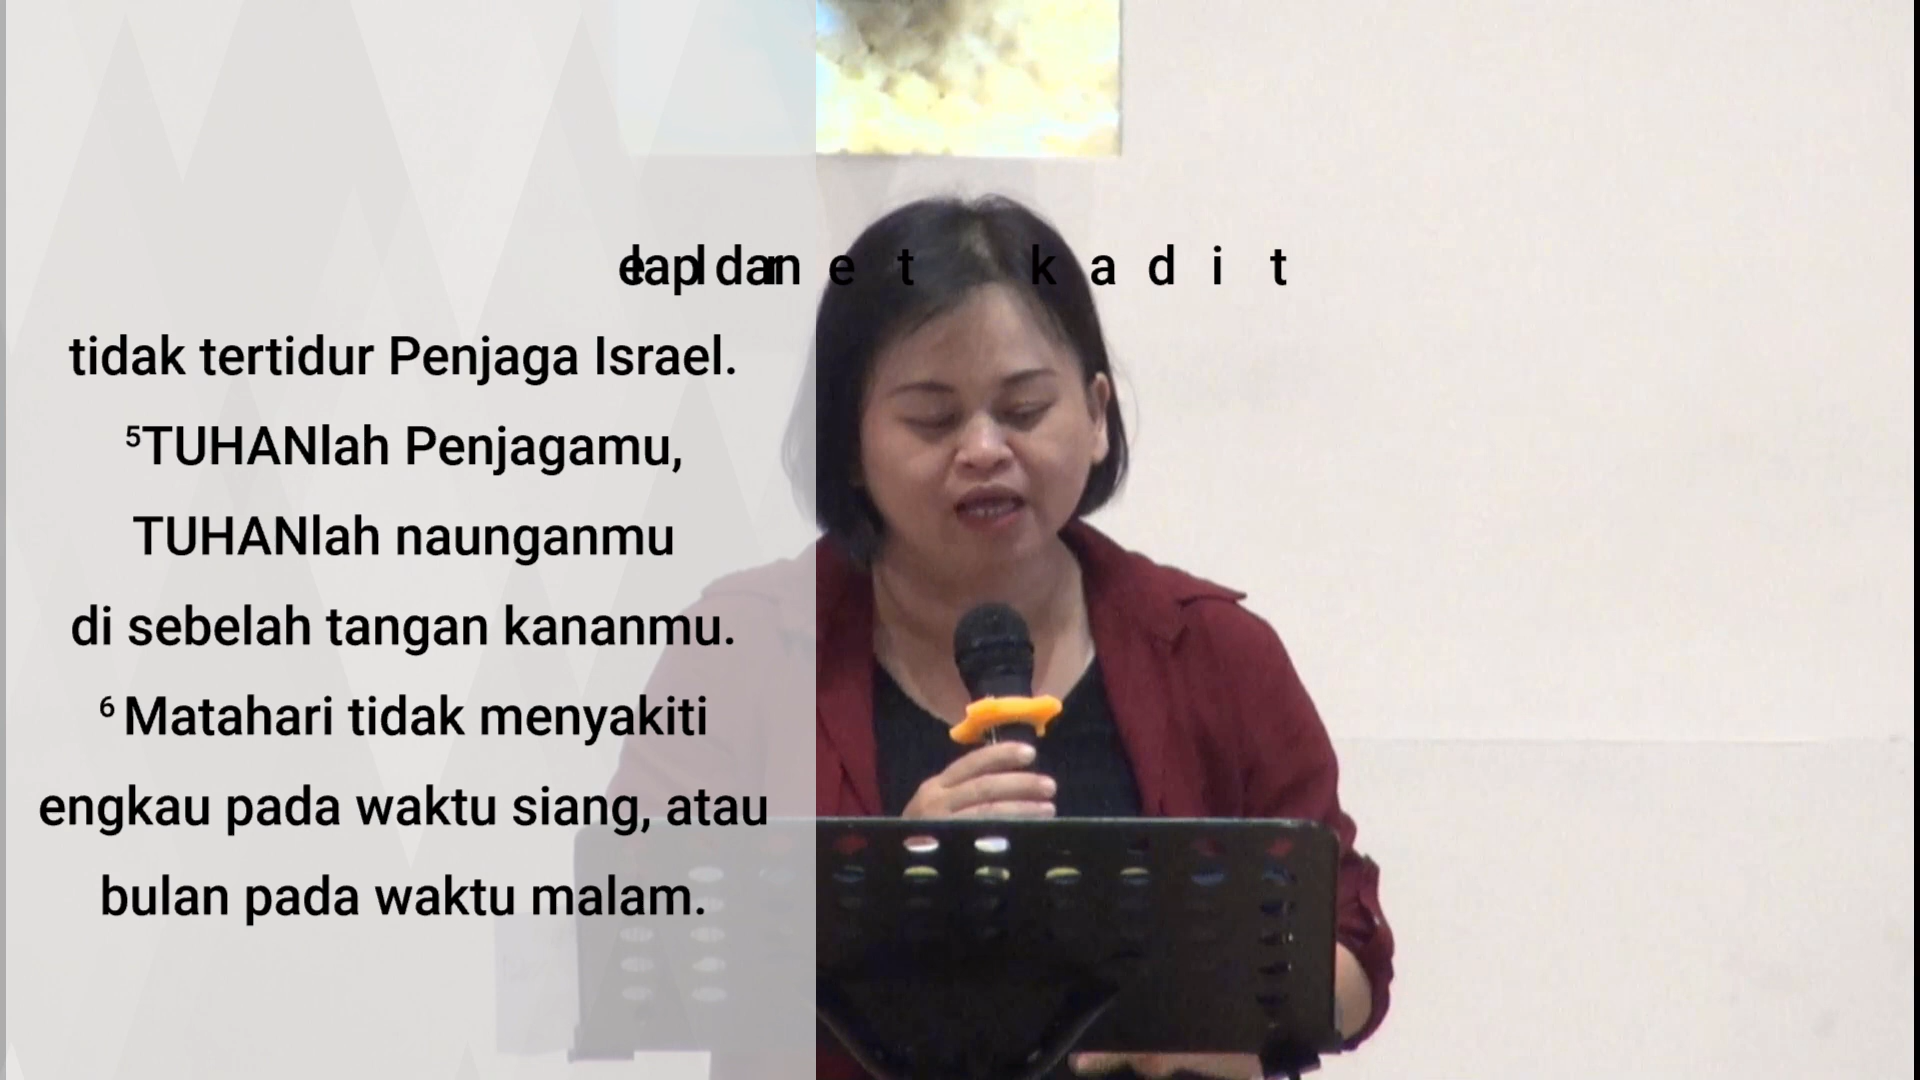 tidak tertidur Penjaga Israel.
⁵TUHANlah Penjagamu,
TUHANlah naunganmu
di sebelah tangan kananmu.
⁶ Matahari tidak menyakiti
engkau pada waktu siang, atau
bulan pada waktu malam.